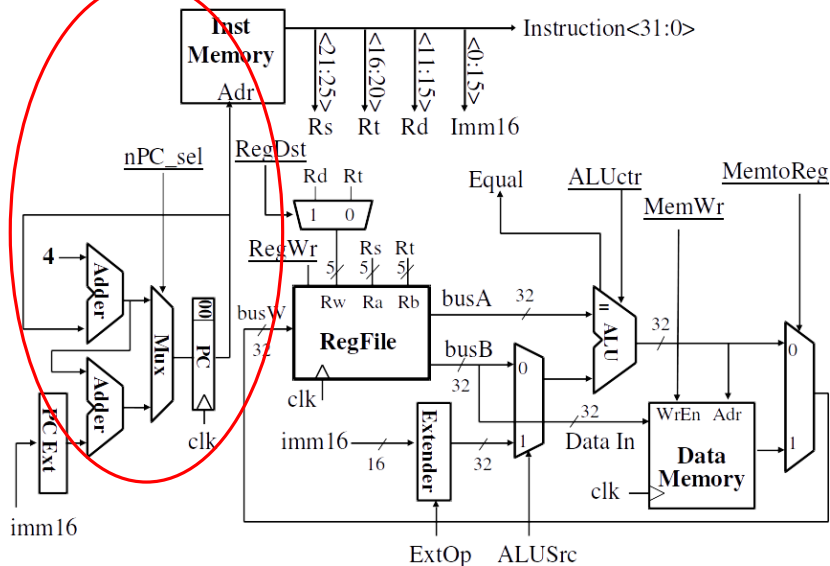 Inst
Memory
Adr
Instruction<31:0>
<21:25>
<16:20>
<11:15>
<0:15>
Rs
Rt
Rd
Imm16
nPC_sel
RegDst
Rd
Rt
1
0
Equal
ALUctr
MemtoReg
MemWr
4
Adder
Adder
Mux
00
PC
clk
PC Ext
imm16
RegWr
5
Rs
5
Rt
5
busW
32
Rw
Ra
Rb
RegFile
clk
busA
32
busB
32
0
1
=
ALU
32
0
1
imm16
16
Extender
32
32
Data In
WrEn
Adr
Data
Memory
clk
ExtOp
ALUSrc